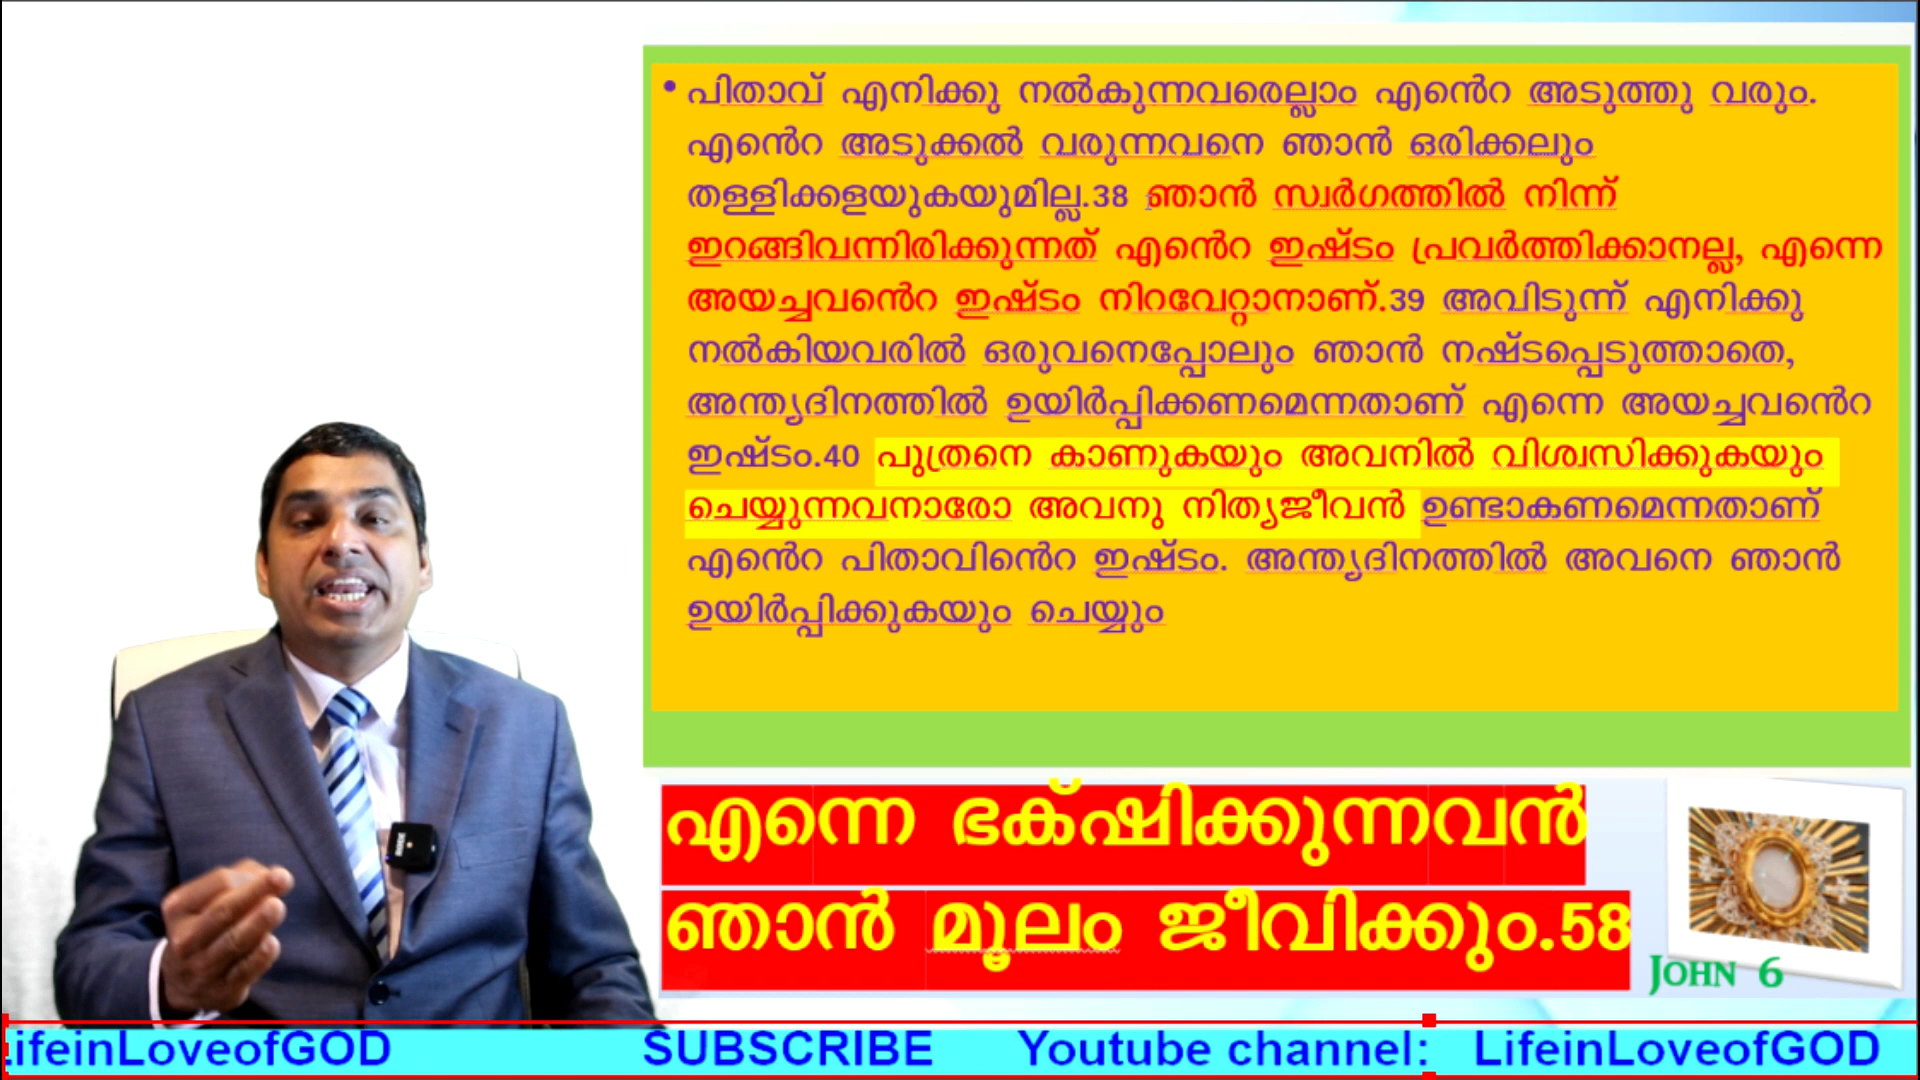 • പിതാവ് എനിക്കു നൽകുന്നവരെല്ലാം എൻെറ അടുത്തു വരും.
എൻെറ അടുക്കൽ വരുന്നവനെ ഞാൻ ഒരിക്കലും
തള്ളിക്കളയുകയുമില്ല.38 ഞാൻ സ്വർഗത്തിൽ നിന്ന്
ഇറങ്ങിവന്നിരിക്കുന്നത് എൻെറ ഇഷ്ടം പ്രവർത്തിക്കാനല്ല, എന്നെ
അയച്ചവൻെറ ഇഷ്ടം നിറവേറ്റാനാണ്.39 അവിടുന്ന് എനിക്കു
നൽകിയവരിൽ ഒരുവനെപ്പോലും ഞാൻ നഷ്ടപ്പെടുത്താതെ,
അന്ത്യദിനത്തിൽ ഉയിർപ്പിക്കണമെന്നതാണ് എന്നെ അയച്ചവൻെറ
ഇഷ്ടം.40 പുത്രനെ കാണുകയും അവനിൽ വിശ്വസിക്കുകയും
ചെയ്യുന്നവനാരോ അവനു നിത്യജീവൻ ഉണ്ടാകണമെന്നതാണ്
എൻെറ പിതാവിൻെറ ഇഷ്ടം. അന്ത്യദിനത്തിൽ അവനെ ഞാൻ
ഉയിർപ്പിക്കുകയും ചെയ്യും
എന്നെ ഭക്‌ഷിക്കുന്നവൻ
ഞാൻ മൂലം ജീവിക്കും.58
JOHN 6
LifeinLoveofGOD SUBSCRIBE Youtube channel: LifeinLoveofGOD